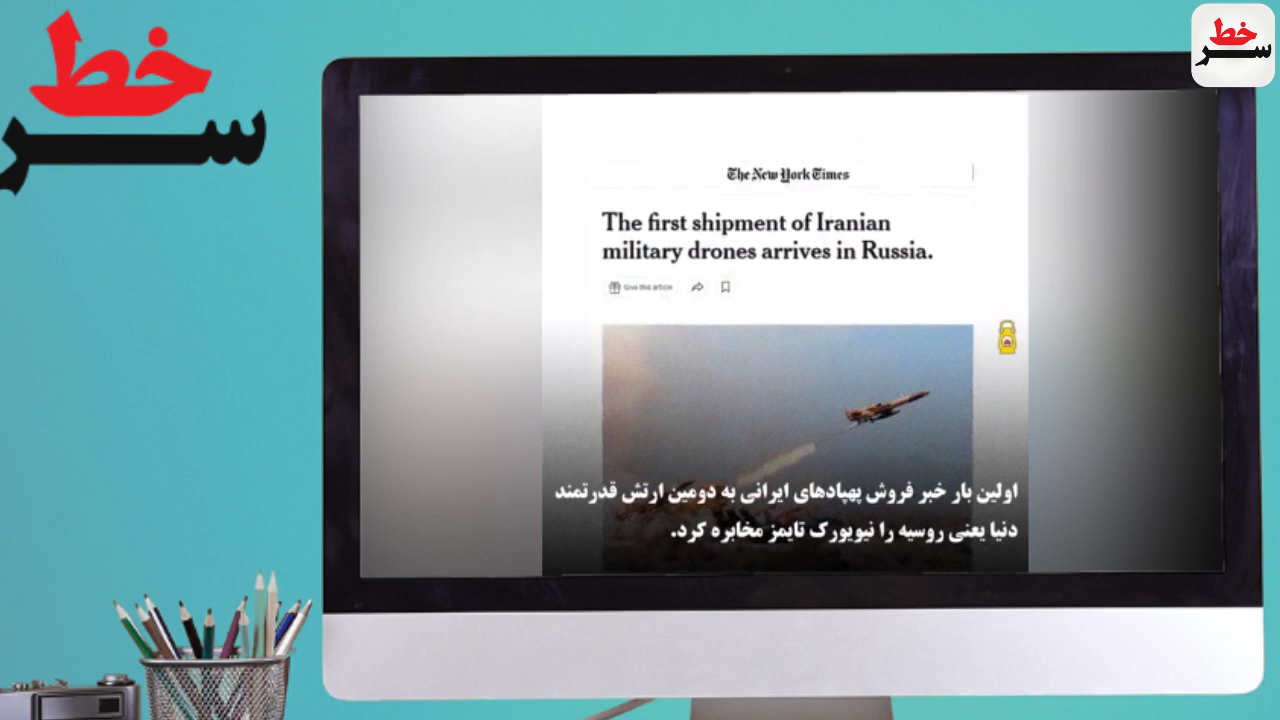 خط
سر
خط
سر
The New York Times
The first shipment of Iranian
military drones arrives in Russia.
Give this article
اولین بار خبر فروش پهپادهای ایرانی به دومین ارتش قدرتمند
دنیا یعنی روسیه را نیویورک تایمز مخابره کرد.